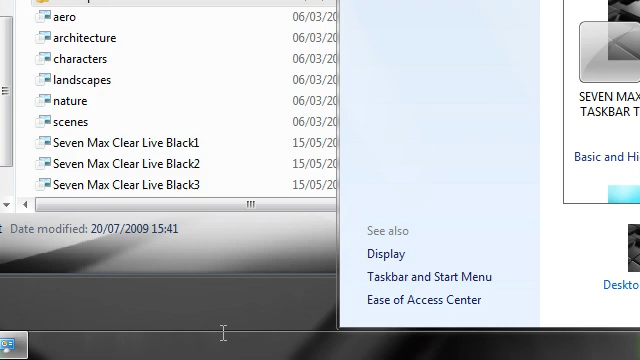 aero 06/03/20
architecture 06/03/20
characters 06/03/20
landscapes 06/03/20
nature 06/03/20
scenes 06/03/20
Seven Max Clear Live Black1 15/05/20
Seven Max Clear Live Black2 15/05/20
Seven Max Clear Live Black3 15/05/20
Date modified: 20/07/2009 15:41
SEVEN MAX
TASKBAR T
Basic and Hi
See also
Display
Taskbar and Start Menu
Ease of Access Center
Deskto